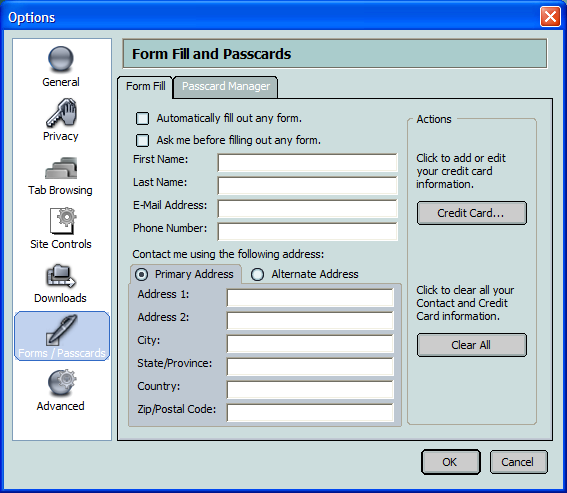 Options
General
Privacy
Tab Browsing
Site Controls
Downloads
Forms / Passcards
Advanced
Form Fill and Passcards
Form Fill
Passcard Manager
Automatically fill out any form.
Ask me before filling out any form.
First Name:
Last Name:
E-Mail Address:
Phone Number:
Contact me using the following address:
Primary Address
Alternate Address
Address 1:
Address 2:
City:
State/Province:
Country:
Zip/Postal Code:
Actions
Click to add or edit
your credit card
information.
Credit Card...
Click to clear all your
Contact and Credit
Card information.
Clear All
OK
Cancel